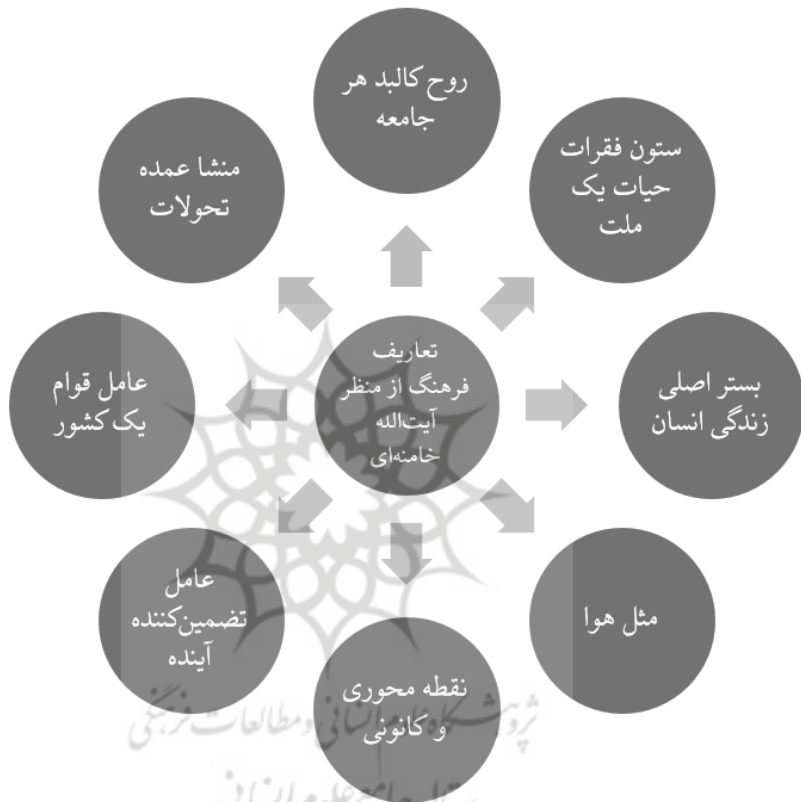 روح کالبد هر
جامعه
ستون فقرات
حیات یک
ملت
بستر اصلی
زندگی انسان
مثل هوا
نقطه محوری
و کانونی
عامل
تضمین‌کننده
آینده
عامل قوام
یک کشور
منشا عمده
تحولات
تعاریف
فرهنگ از منظر
آیت‌الله
خامنه‌ای
پژوهشگاه علوم انسانی و مطالعات فرهنگی